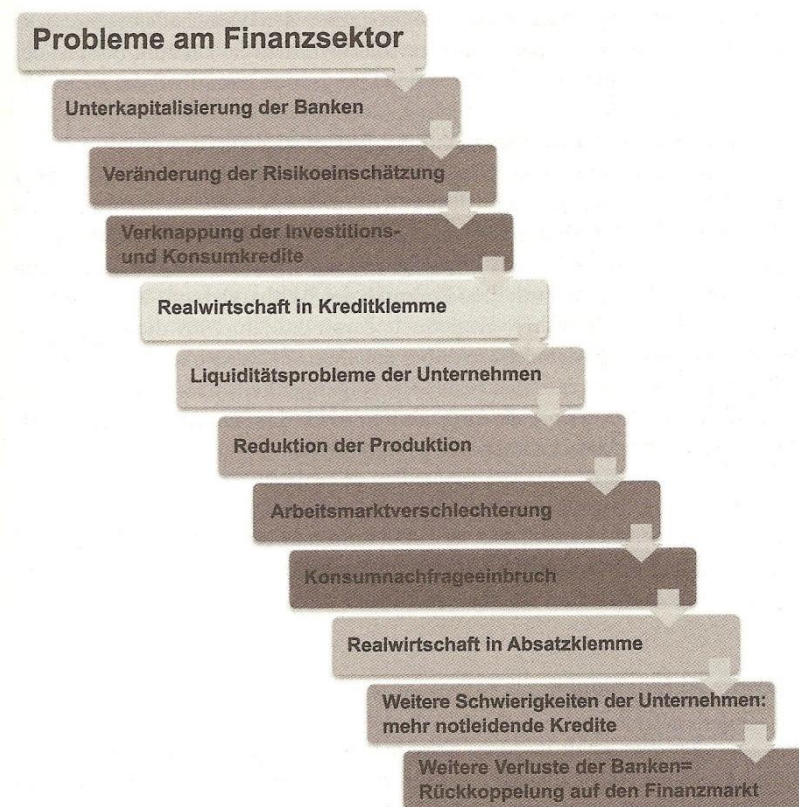 Probleme am Finanzsektor
Unterkapitalisierung der Banken
Veränderung der Risikoeinschätzung
Verknappung der Investitions-
und Konsumkredite
Realwirtschaft in Kreditklemme
Liquiditätsprobleme der Unternehmen
Reduktion der Produktion
Arbeitsmarktverschlechterung
Konsumnachfrageeinbruch
Realwirtschaft in Absatzklemme
Weitere Schwierigkeiten der Unternehmen:
mehr notleidende Kredite
Weitere Verluste der Banken=
Rückkoppelung auf den Finanzmarkt